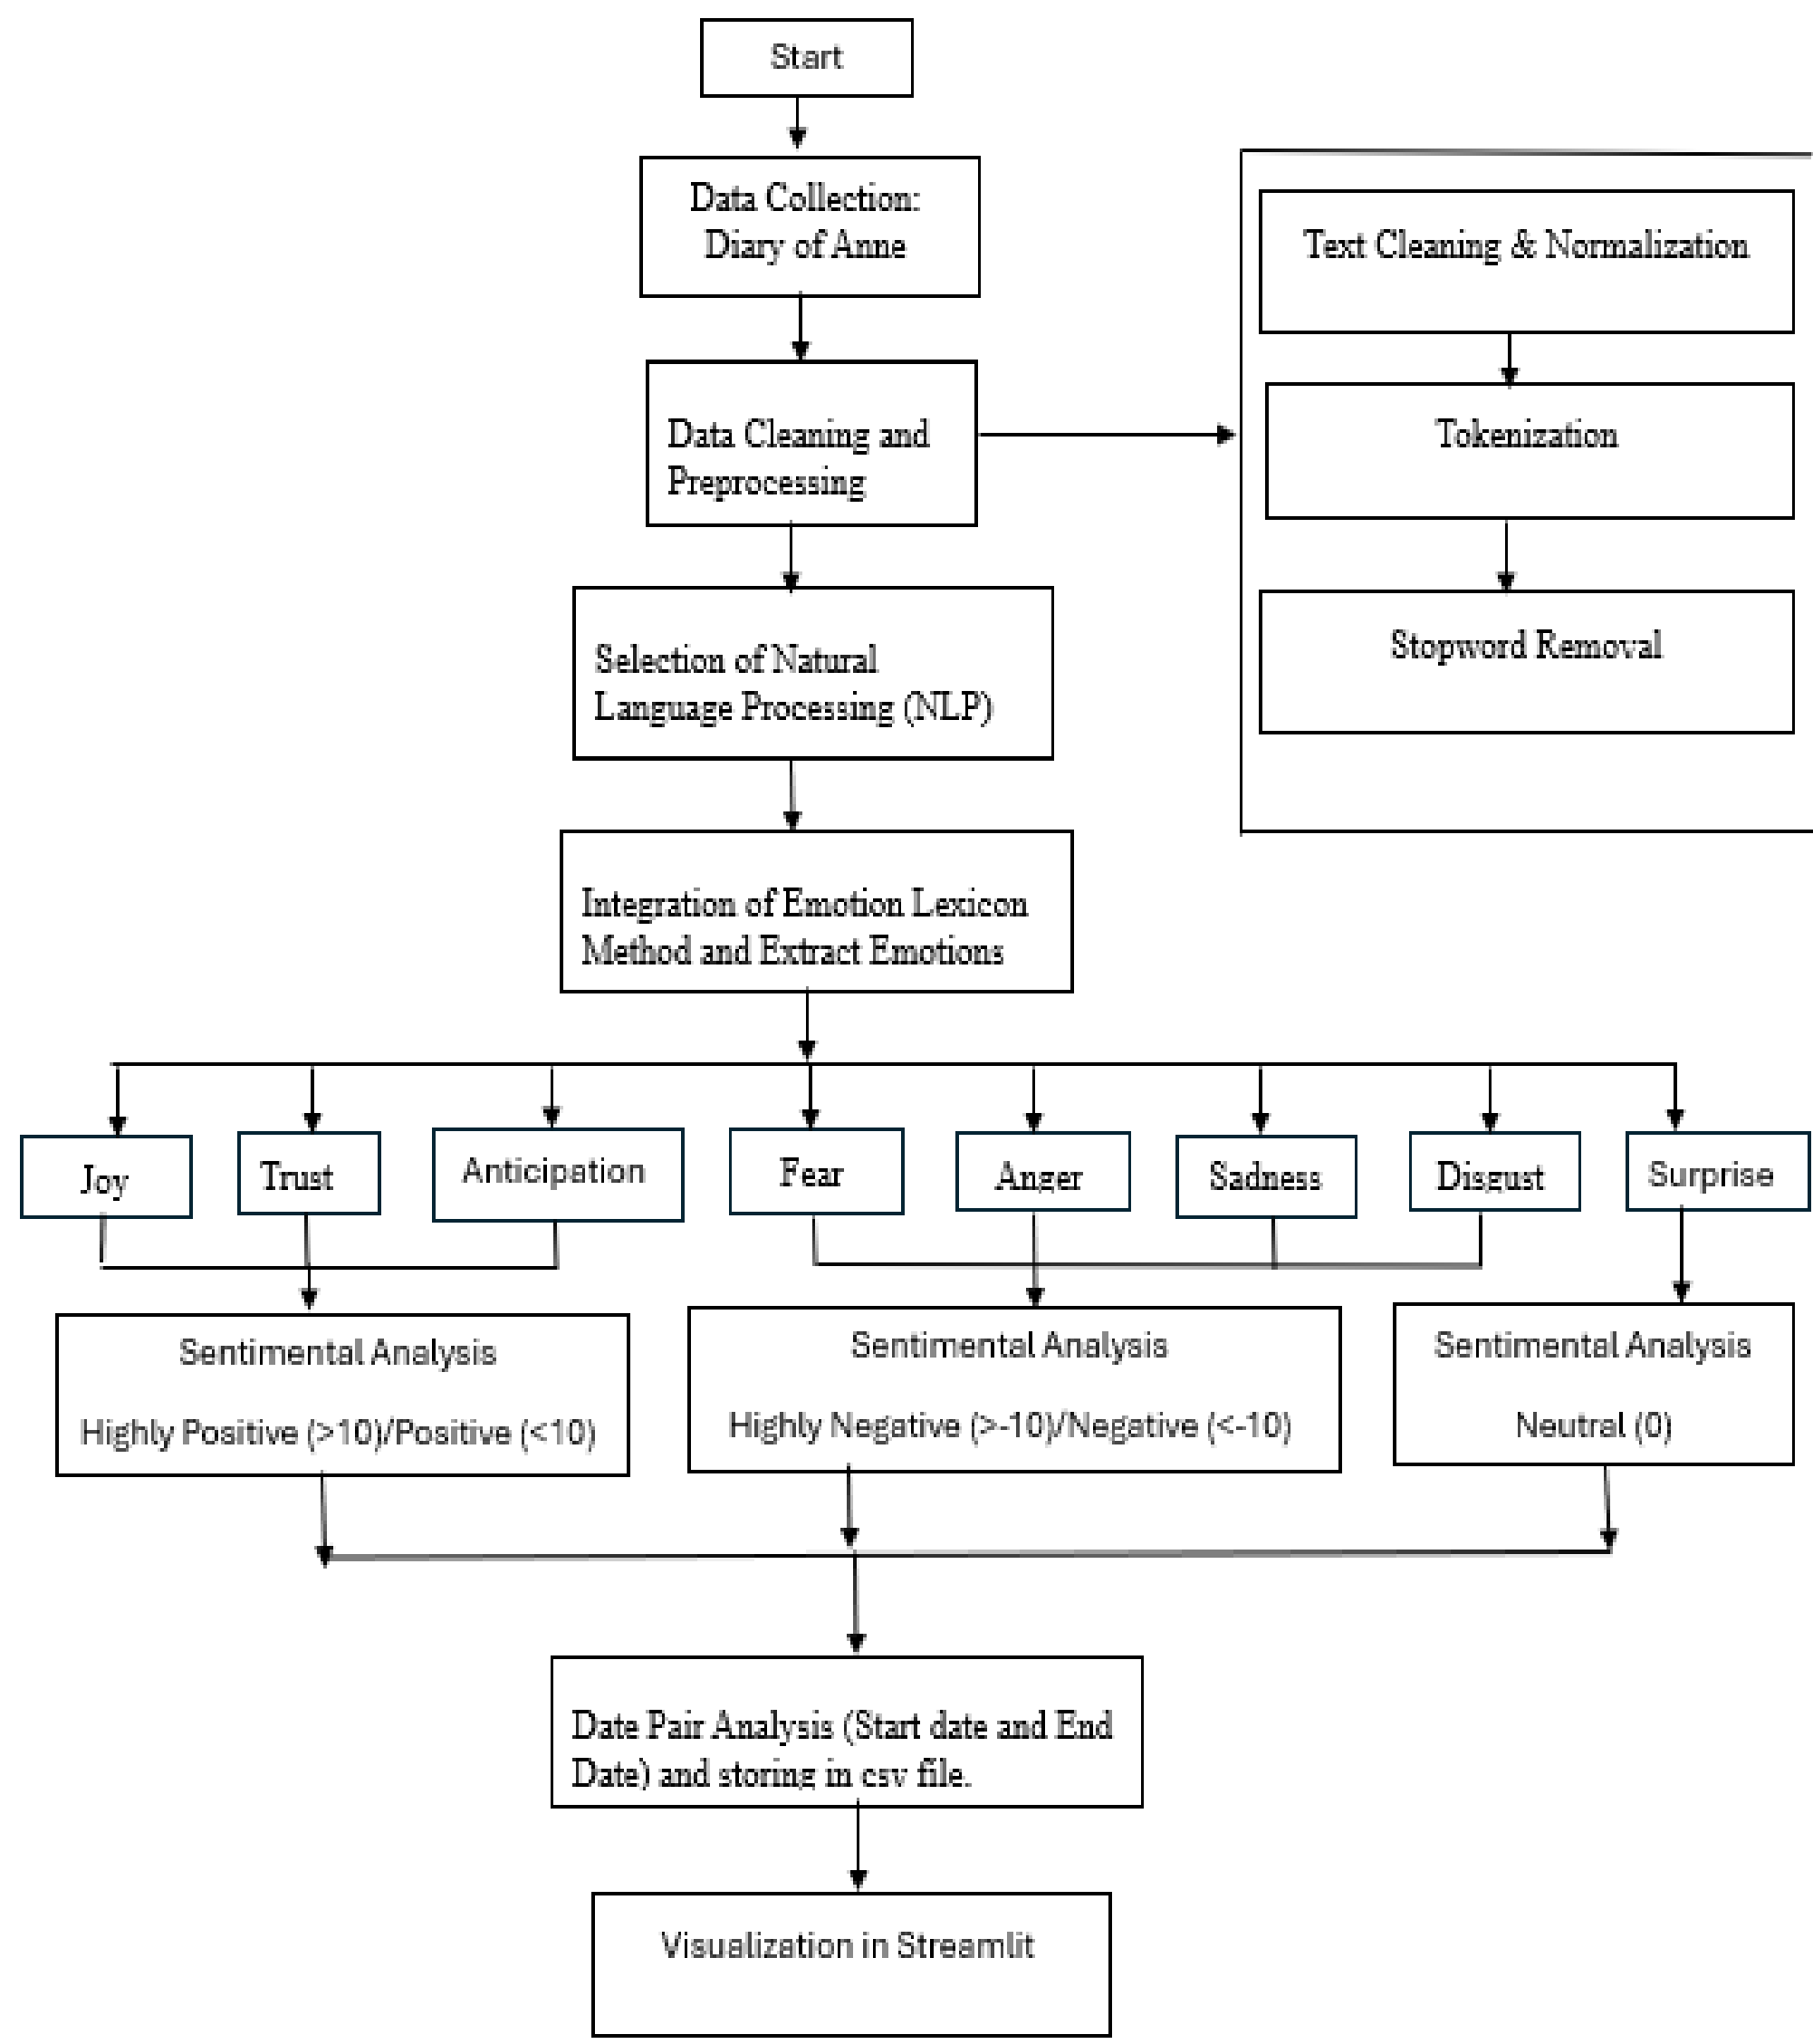 Start
Data Collection:
Diary of Anne
Data Cleaning and
Preprocessing
Text Cleaning & Normalization
Tokenization
Stopword Removal
Selection of Natural
Language Processing (NLP)
Integration of Emotion Lexicon
Method and Extract Emotions
Joy
Trust
Anticipation
Fear
Anger
Sadness
Disgust
Surprise
Sentimental Analysis
Highly Positive (>10)/Positive (<10)
Sentimental Analysis
Highly Negative (>-10)/Negative (<-10)
Sentimental Analysis
Neutral (0)
Date Pair Analysis (Start date and End
Date) and storing in csv file.
Visualization in Streamlit